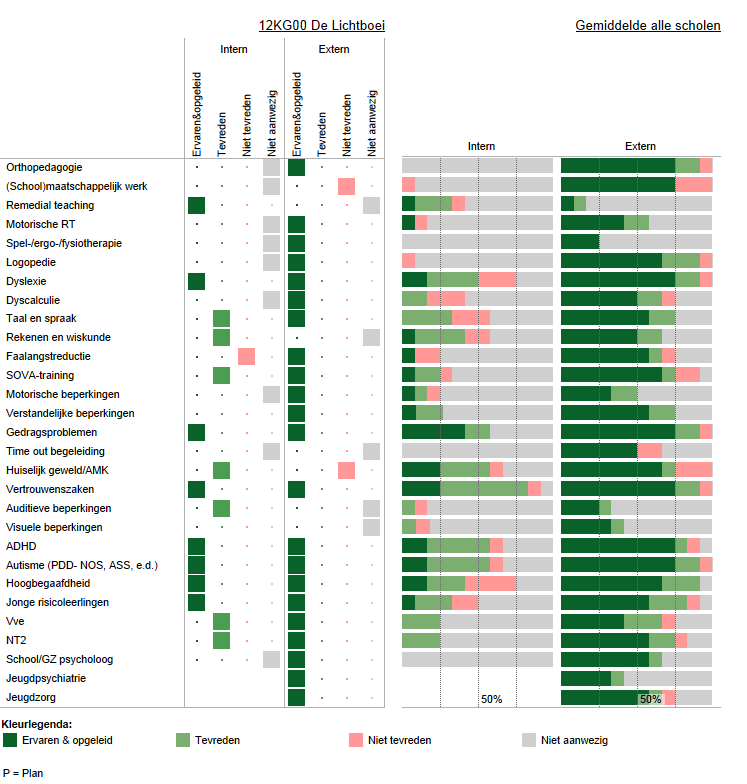 12KG00 De Lichtboei
Gemiddelde alle scholen
Intern
Extern
Ervaren&opgeleid
Tevreden
Niet tevreden
Niet aanwezig
Ervaren&opgeleid
Tevreden
Niet tevreden
Niet aanwezig
Intern
Extern
Orthopedagogie
(School)maatschappelijk werk
Remedial teaching
Motorische RT
Spel-/ergo-/fysiotherapie
Logopedie
Dyslexie
Dyscalculie
Taal en spraak
Rekenen en wiskunde
Faalangstreductie
SOVA-training
Motorische beperkingen
Verstandelijke beperkingen
Gedragsproblemen
Time out begeleiding
Huiselijk geweld/AMK
Vertrouwenszaken
Auditieve beperkingen
Visuele beperkingen
ADHD
Autisme (PDD- NOS, ASS, e.d.)
Hoogbegaafdheid
Jonge risicoleerlingen
Vve
NT2
School/GZ psycholoog
Jeugdpsychiatrie
Jeugdzorg
50%
50%
Kleurlegenda:
Ervaren & opgeleid
Tevreden
Niet tevreden
Niet aanwezig
P = Plan